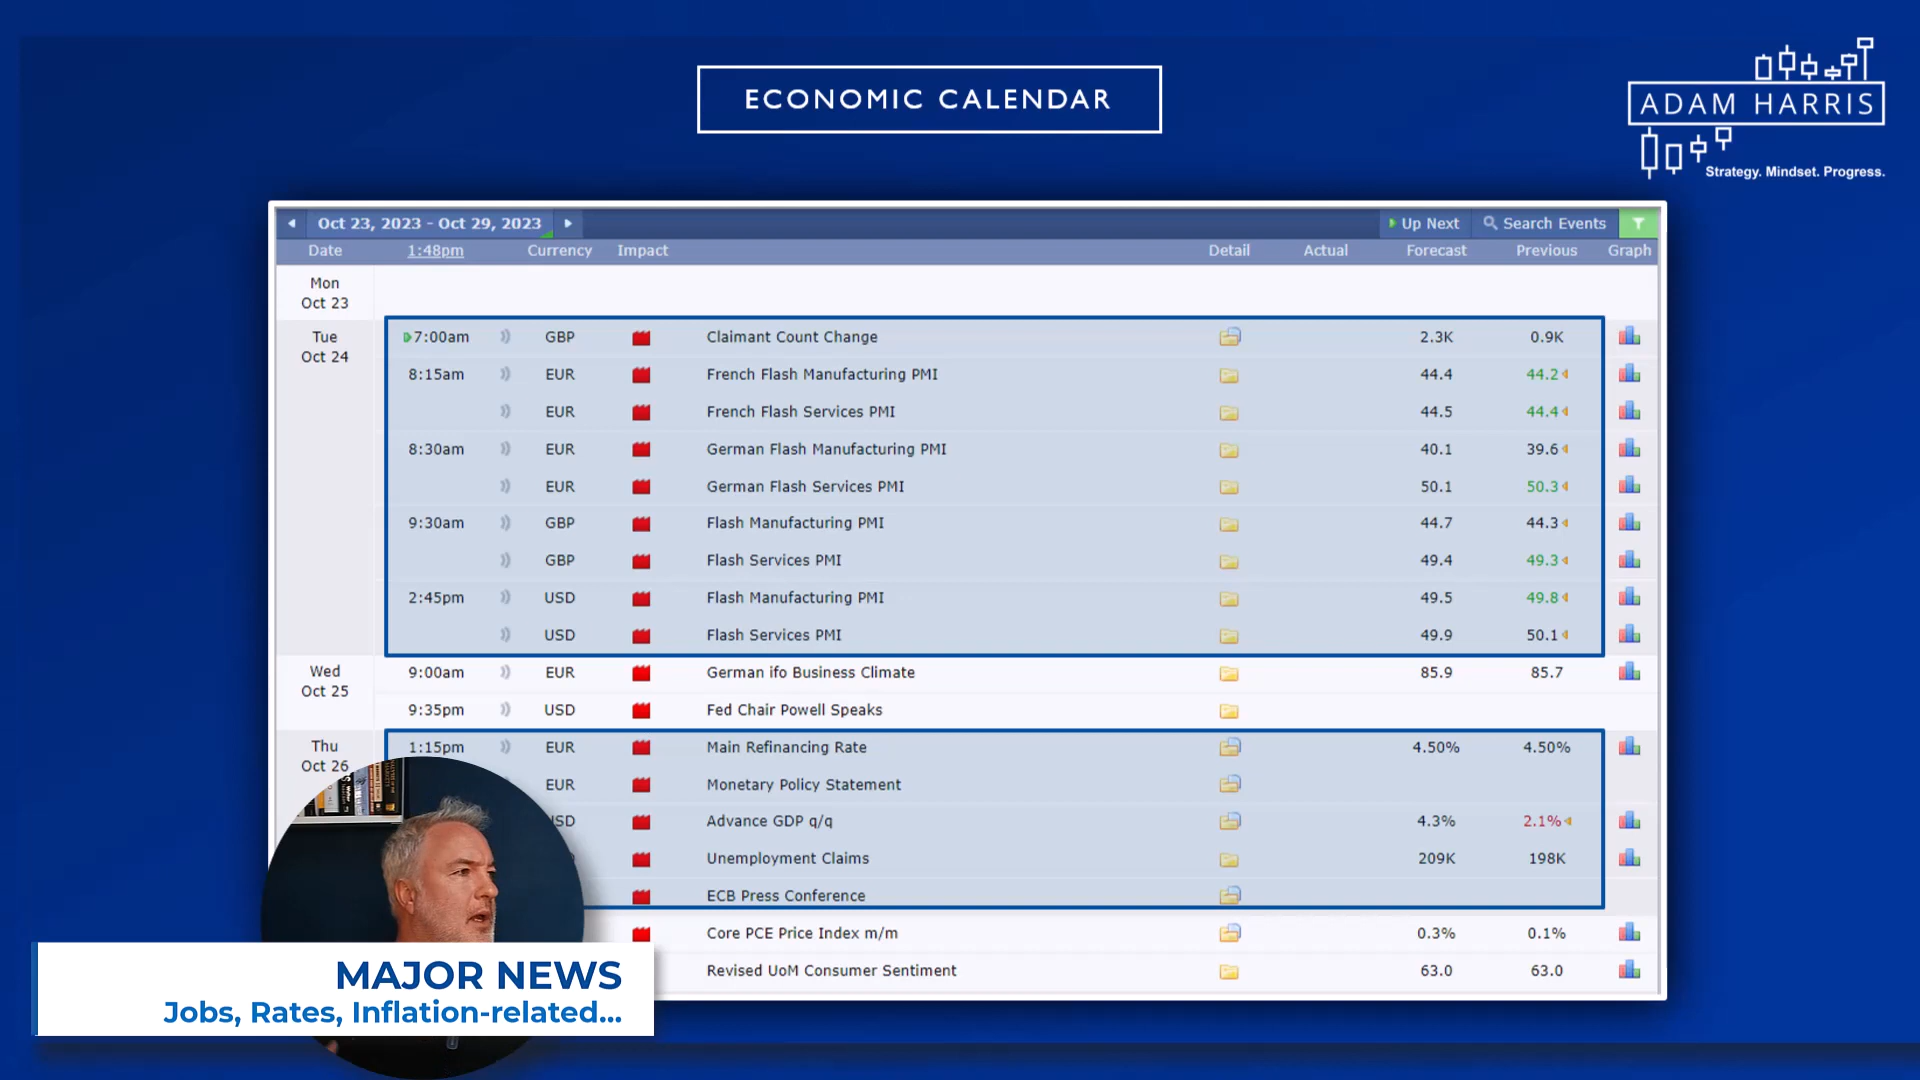 ECONOMIC CALENDAR
ADAM HARRIS
Strategy. Mindset. Progress.
Oct 23, 2023 - Oct 29, 2023 Up Next Search Events
Date 1:48pm Currency Impact Detail Actual Forecast Previous Graph
Mon
Oct 23
Tue
Oct 24
7:00am GBP Claimant Count Change 2.3K 0.9K
8:15am EUR French Flash Manufacturing PMI 44.4 44.2
EUR French Flash Services PMI 44.5 44.4
8:30am EUR German Flash Manufacturing PMI 40.1 39.6
EUR German Flash Services PMI 50.1 50.3
9:30am GBP Flash Manufacturing PMI 44.7 44.3
GBP Flash Services PMI 49.4 49.3
2:45pm USD Flash Manufacturing PMI 49.5 49.8
USD Flash Services PMI 49.9 50.1
Wed
Oct 25
9:00am EUR German ifo Business Climate 85.9 85.7
9:35pm USD Fed Chair Powell Speaks
Thu
Oct 26
1:15pm EUR Main Refinancing Rate 4.50% 4.50%
EUR Monetary Policy Statement
Advance GDP q/q 4.3% 2.1%
Unemployment Claims 209K 198K
ECB Press Conference
Core PCE Price Index m/m 0.3% 0.1%
Revised UoM Consumer Sentiment 63.0 63.0
MAJOR NEWS
Jobs, Rates, Inflation-related...